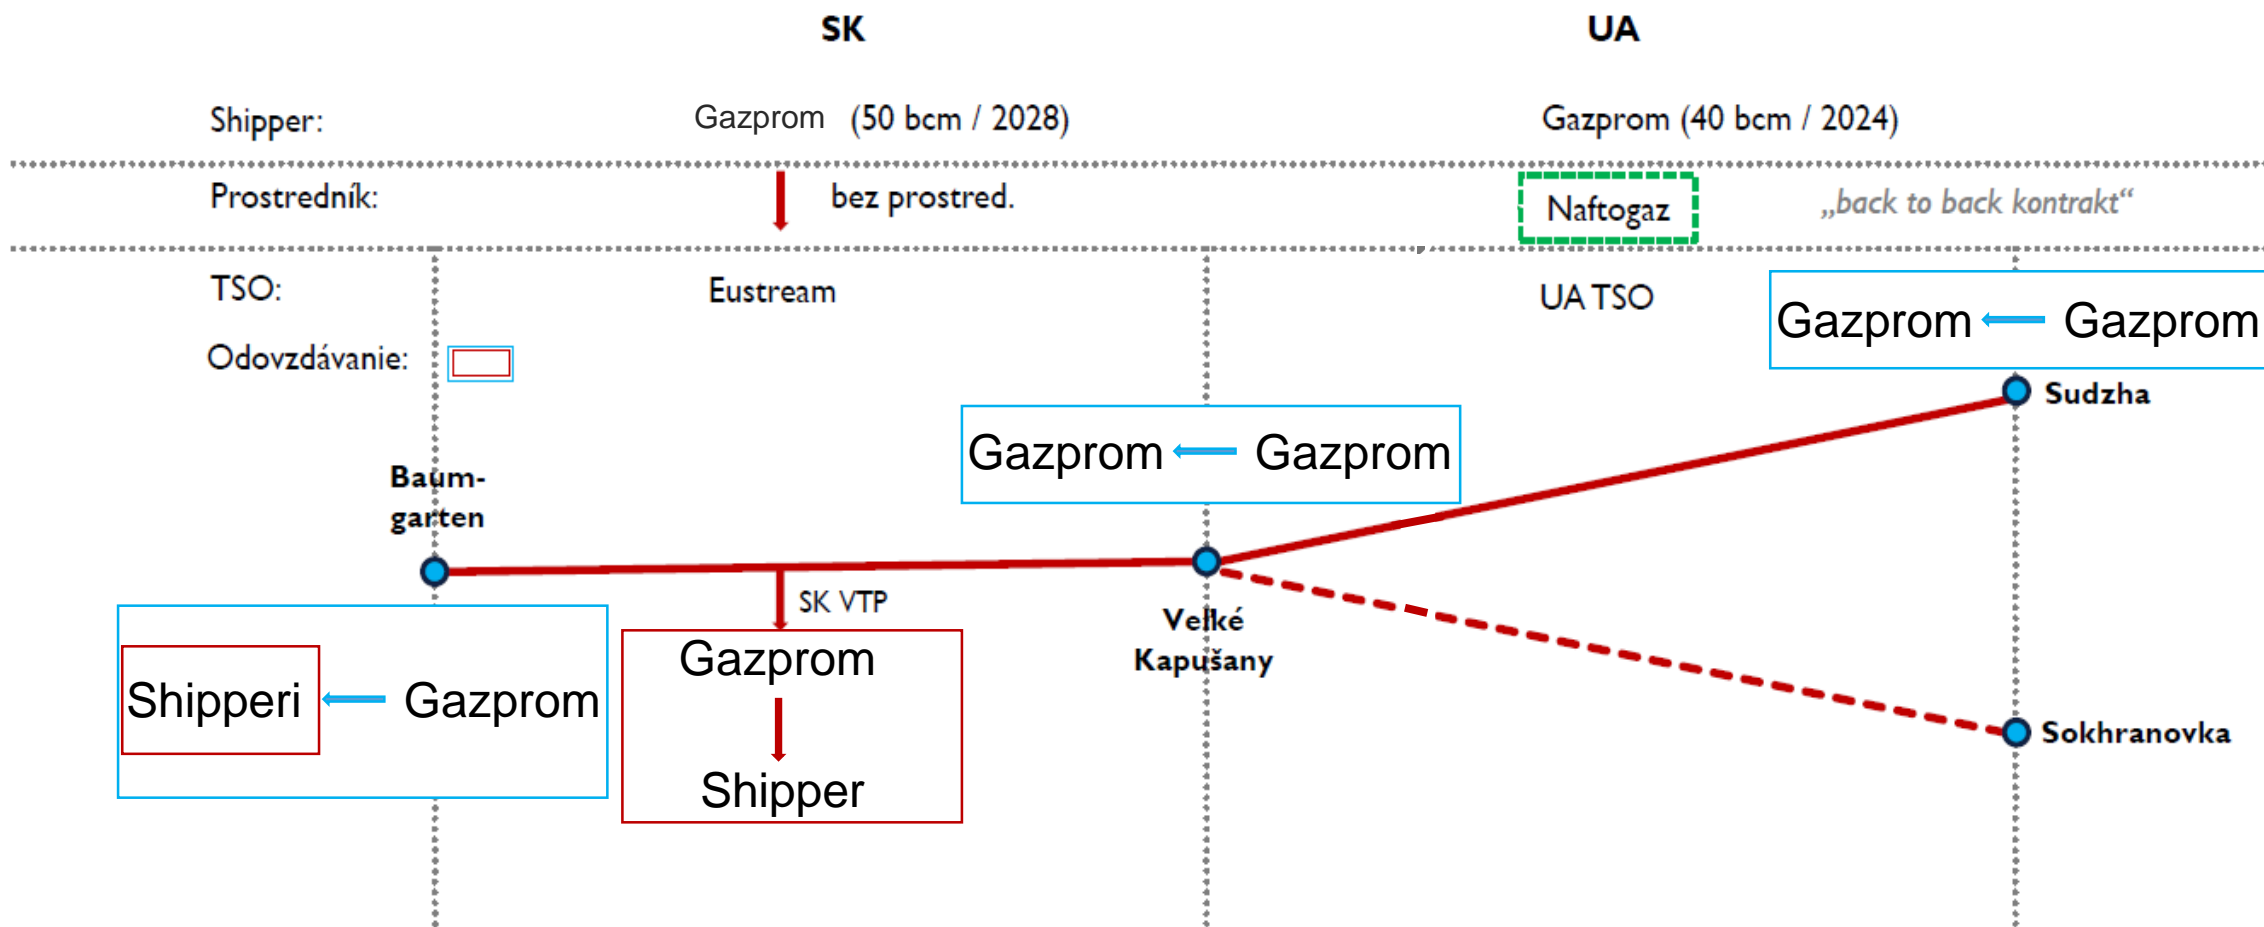 SK UA
Shipper: Gazprom (50 bcm / 2028) Gazprom (40 bcm / 2024)
Prostredník: bez prostred. Naftogaz „back to back kontrakt“
TSO: Eustream UA TSO
Odovzdávanie:
Gazprom Gazprom
Sudzha
Gazprom Gazprom
Baum-
garten
SK VTP
Veľké
Kapušany
Shipperi Gazprom
Gazprom
Shipper
Sokhranovka